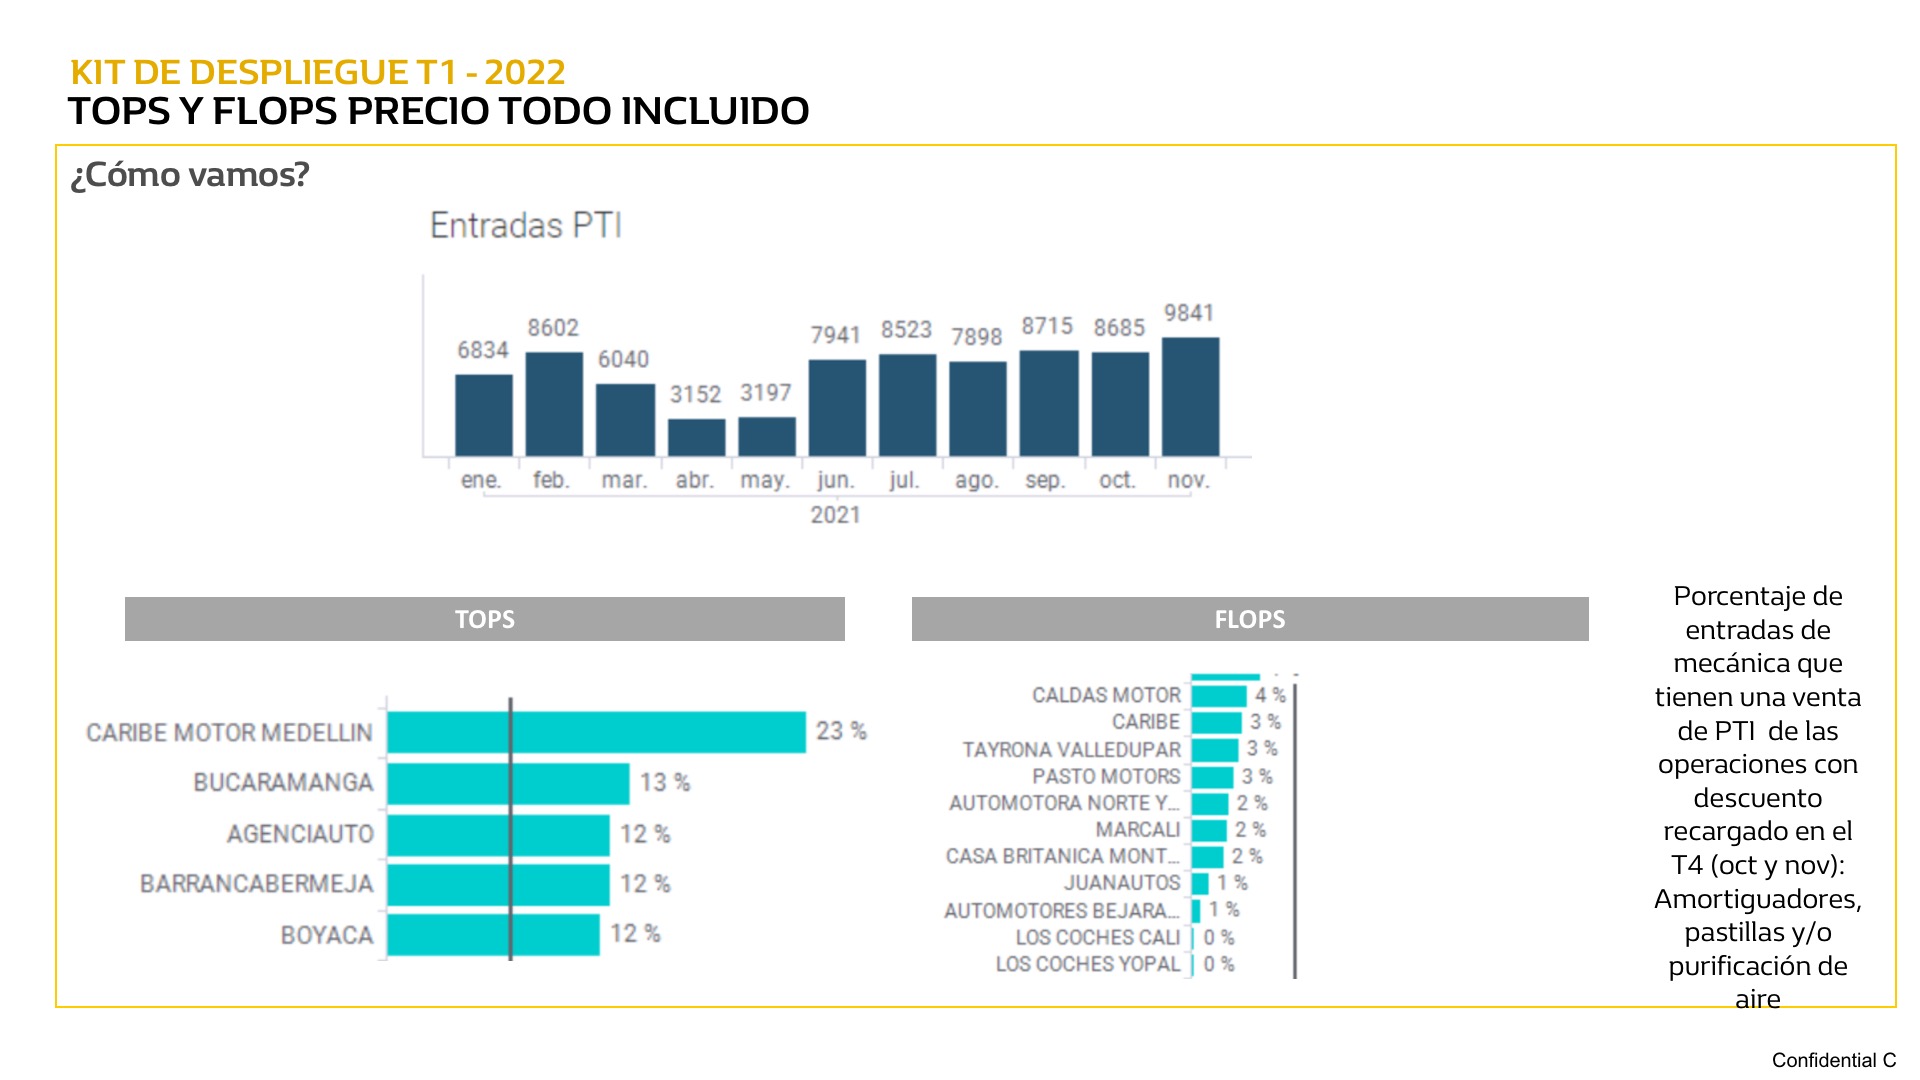 KIT DE DESPLIEGUE T1 - 2022
TOPS Y FLOPS PRECIO TODO INCLUIDO
¿Cómo vamos?
Entradas PTI
6834 8602 6040 3152 3197 7941 8523 7898 8715 8685 9841
ene. feb. mar. abr. may. jun. jul. ago. sep. oct. nov.
2021
TOPS
CARIBE MOTOR MEDELLIN 23 %
BUCARAMANGA 13 %
AGENCIAUTO 12 %
BARRANCABERMEJA 12 %
BOYACA 12 %
FLOPS
CALDAS MOTOR 4 %
CARIBE 3 %
TAYRONA VALLEDUPAR 3 %
PASTO MOTORS 3 %
AUTOMOTORA NORTE Y... 2 %
MARCALI 2 %
CASA BRITANICA MONT... 2 %
JUANAUTOS 1 %
AUTOMOTORES BEJARA... 1 %
LOS COCHES CALI 0 %
LOS COCHES YOPAL 0 %
Porcentaje de
entradas de
mecánica que
tienen una venta
de PTI de las
operaciones con
descuento
recargado en el
T4 (oct y nov):
Amortiguadores,
pastillas y/o
purificación de
aire
Confidential C